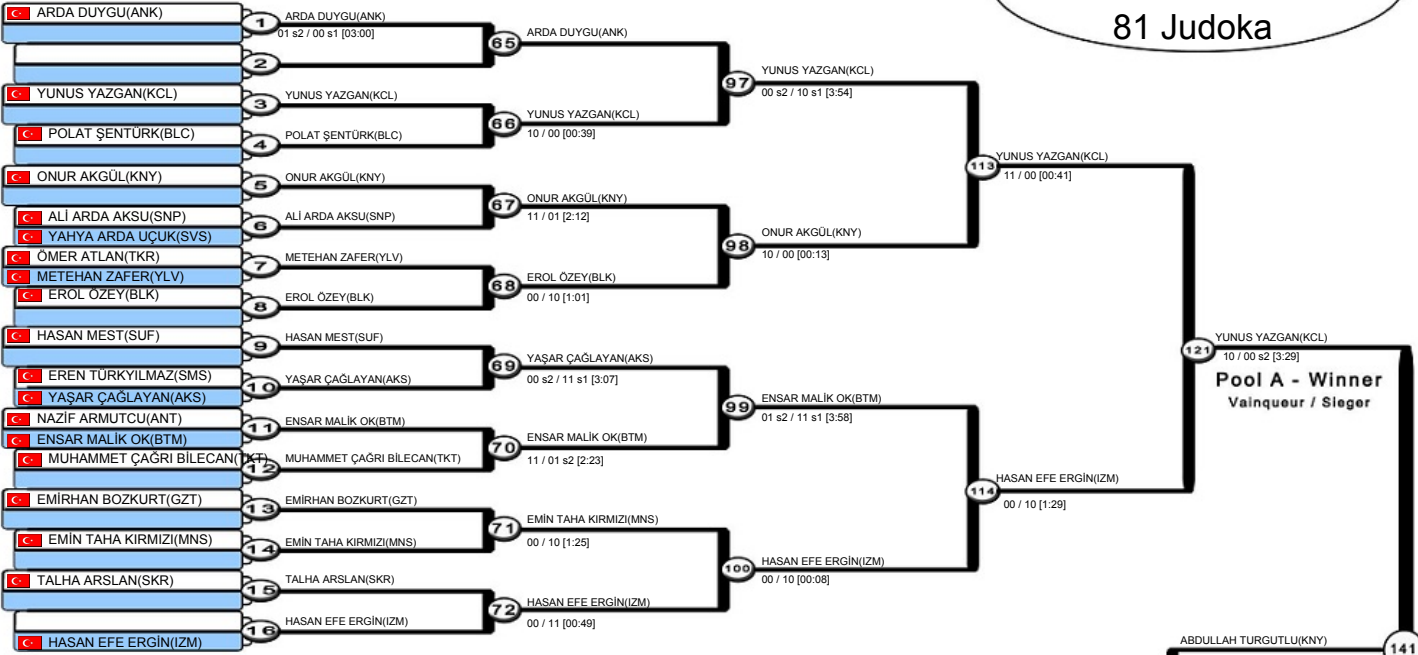 81 Judoka
ARDA DUYGU(ANK)
1
ARDA DUYGU(ANK)
01 s2 / 00 s1 [03:00]
2
65
ARDA DUYGU(ANK)
YUNUS YAZGAN(KCL)
3
YUNUS YAZGAN(KCL)
POLAT ŞENTÜRK(BLC)
4
POLAT ŞENTÜRK(BLC)
66
YUNUS YAZGAN(KCL)
10 / 00 [00:39]
97
YUNUS YAZGAN(KCL)
00 s2 / 10 s1 [3:54]
ONUR AKGÜL(KNY)
5
ONUR AKGÜL(KNY)
ALİ ARDA AKSU(SNP)
YAHYA ARDA UÇUK(SVS)
6
ALİ ARDA AKSU(SNP)
67
ONUR AKGÜL(KNY)
11 / 01 [2:12]
ÖMER ATLAN(TKR)
METEHAN ZAFER(YLV)
7
METEHAN ZAFER(YLV)
EROL ÖZEY(BLK)
8
EROL ÖZEY(BLK)
68
EROL ÖZEY(BLK)
00 / 10 [1:01]
98
ONUR AKGÜL(KNY)
10 / 00 [00:13]
113
YUNUS YAZGAN(KCL)
11 / 00 [00:41]
HASAN MEST(SUF)
9
HASAN MEST(SUF)
EREN TÜRKYILMAZ(SMS)
YAŞAR ÇAĞLAYAN(AKS)
10
YAŞAR ÇAĞLAYAN(AKS)
69
YAŞAR ÇAĞLAYAN(AKS)
00 s2 / 11 s1 [3:07]
NAZİF ARMUTCU(ANT)
ENSAR MALİK OK(BTM)
11
ENSAR MALİK OK(BTM)
MUHAMMET ÇAĞRI BİLECAN(TKT)
12
MUHAMMET ÇAĞRI BİLECAN(TKT)
70
ENSAR MALİK OK(BTM)
11 / 01 s2 [2:23]
99
ENSAR MALİK OK(BTM)
01 s2 / 11 s1 [3:58]
EMİRHAN BOZKURT(GZT)
13
EMİRHAN BOZKURT(GZT)
EMİN TAHA KIRMIZI(MNS)
14
EMİN TAHA KIRMIZI(MNS)
71
EMİN TAHA KIRMIZI(MNS)
00 / 10 [1:25]
TALHA ARSLAN(SKR)
15
TALHA ARSLAN(SKR)
HASAN EFE ERGİN(IZM)
16
HASAN EFE ERGİN(IZM)
72
HASAN EFE ERGİN(IZM)
00 / 11 [00:49]
100
HASAN EFE ERGİN(IZM)
00 / 10 [00:08]
114
HASAN EFE ERGİN(IZM)
00 / 10 [1:29]
121
YUNUS YAZGAN(KCL)
10 / 00 s2 [3:29]
Pool A - Winner
Vainqueur / Sieger
ABDULLAH TURGUTLU(KNY)
141